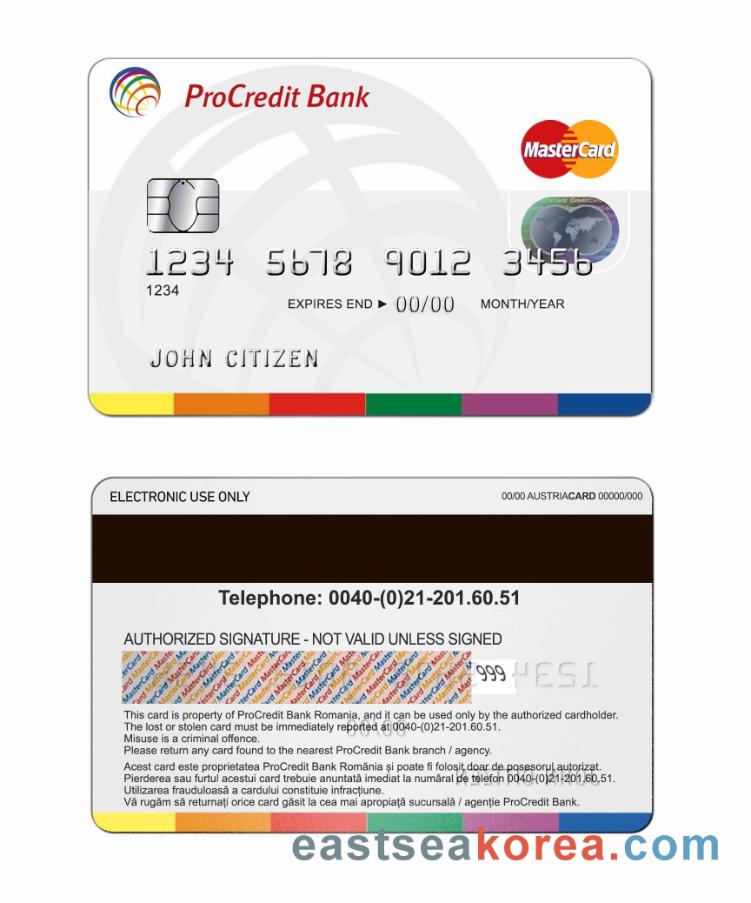 ProCredit Bank
MasterCard
1234 5678 9012 3456
1234
EXPIRES END ► 00/00 MONTH/YEAR
JOHN CITIZEN
ELECTRONIC USE ONLY
00/00 AUSTRIACARD 00000/000
Telephone: 0040-(0)21-201.60.51
AUTHORIZED SIGNATURE - NOT VALID UNLESS SIGNED
999
This card is property of ProCredit Bank Romania, and it can be used only by the authorized cardholder.
The lost or stolen card must be immediately reported at 0040-(0)21-201.60.51.
Misuse is a criminal offence.
Please return any card found to the nearest ProCredit Bank branch / agency.
Acest card este proprietatea ProCredit Bank România și poate fi folosit doar de posesorul autorizat.
Pierderea sau furtul acestui card trebuie anuntată imediat la număral de telefon 0040-(0)21-201.60.51.
Utilizarea frauduloasă a cardului constituie infracțiune.
Vă rugăm să returnați orice card găsit la cea mai apropiață sucursală / agenție ProCredit Bank.
eastseakorea.com